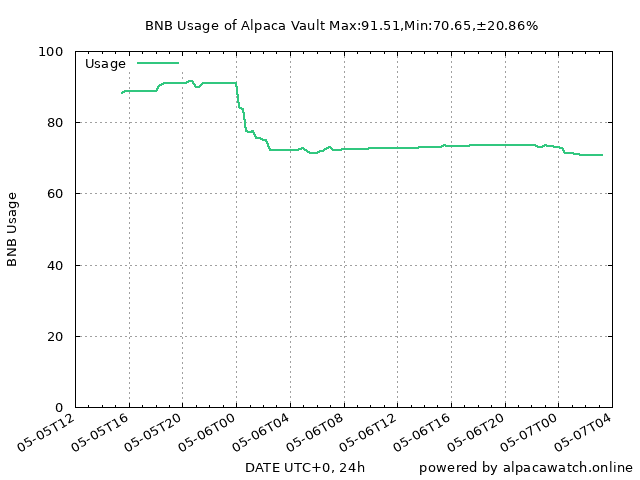 BNB Usage of Alpaca Vault Max:91.51,Min:70.65,±20.86%
100
Usage
80
60
BNB Usage
40
20
0
05-05T12 05-05T16 05-05T20 05-06T00 05-06T04 05-06T08 05-06T12 05-06T16 05-06T20 05-07T00 05-07T04
DATE UTC+0, 24h powered by alpacawatch.online